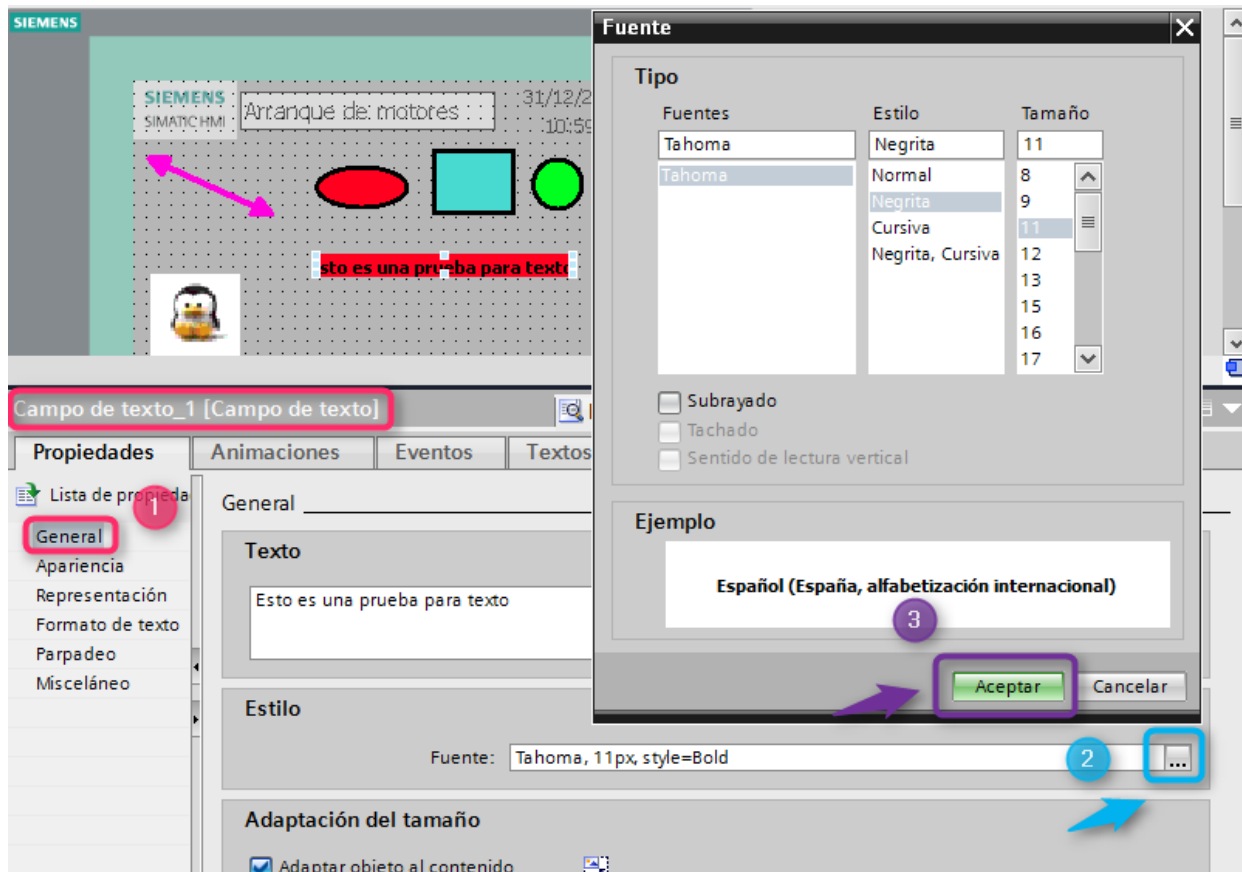 SIEMENS
SIEMENS
SIMATIC HMI
Arranque de motores
31/12/2
10:59
sto es una prueba para text
Fuente
Tipo
Fuentes Estilo Tamaño
Tahoma Negrita 11
Tahoma Normal 8
Negrita 9
Cursiva 11
Negrita, Cursiva 12
13
15
16
17
Subrayado
Tachado
Sentido de lectura vertical
Ejemplo
Español (España, alfabetización internacional)
3
Aceptar Cancelar
Campo de texto_1 [Campo de texto]
Propiedades Animaciones Eventos Textos
Lista de propieda
1
General
Apariencia
Representación
Formato de texto
Parpadeo
Misceláneo
General
Texto
Esto es una prueba para texto
Estilo
Fuente: Tahoma, 11px, style=Bold 2 ...
Adaptación del tamaño
Adaptar objeto al contenido